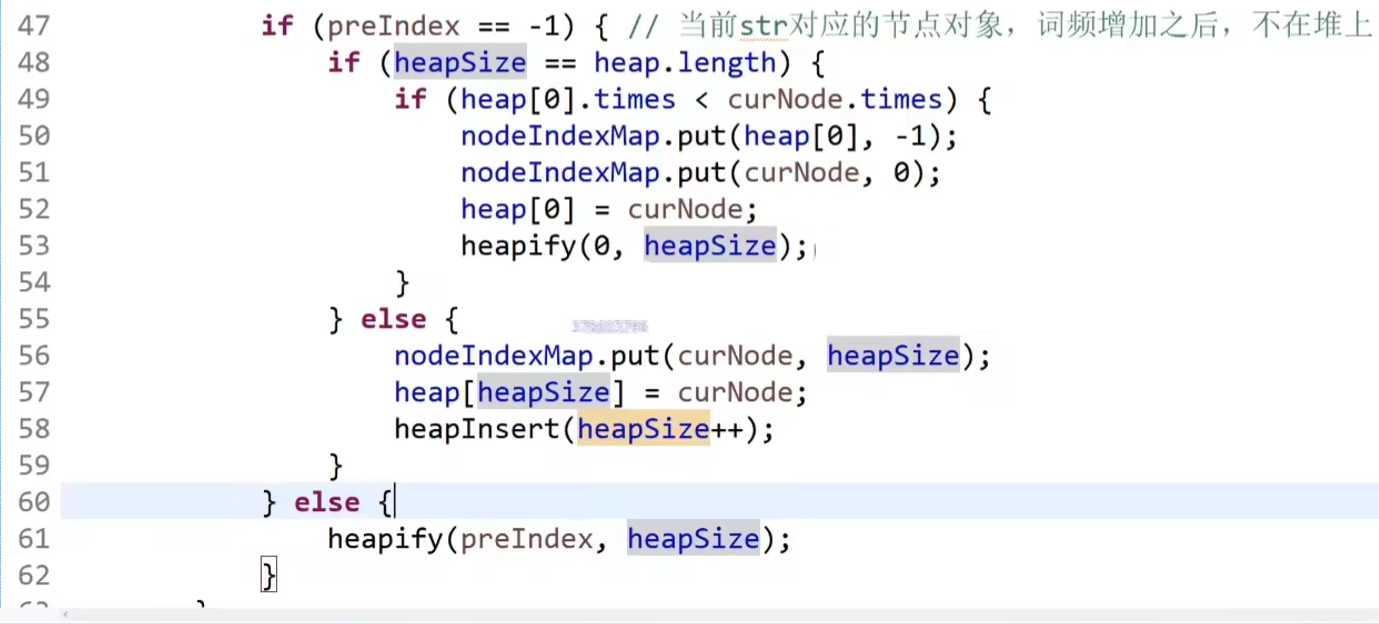 47 if (preIndex == -1) { // 当前str对应的节点对象，词频增加之后，不在堆上
48 if (heapSize == heap.length) {
49 if (heap[0].times < curNode.times) {
50 nodeIndexMap.put(heap[0], -1);
51 nodeIndexMap.put(curNode, 0);
52 heap[0] = curNode;
53 heapify(0, heapSize);
54 }
55 } else {
56 nodeIndexMap.put(curNode, heapSize);
57 heap[heapSize] = curNode;
58 heapInsert(heapSize++);
59 }
60 } else {
61 heapify(preIndex, heapSize);
62 }